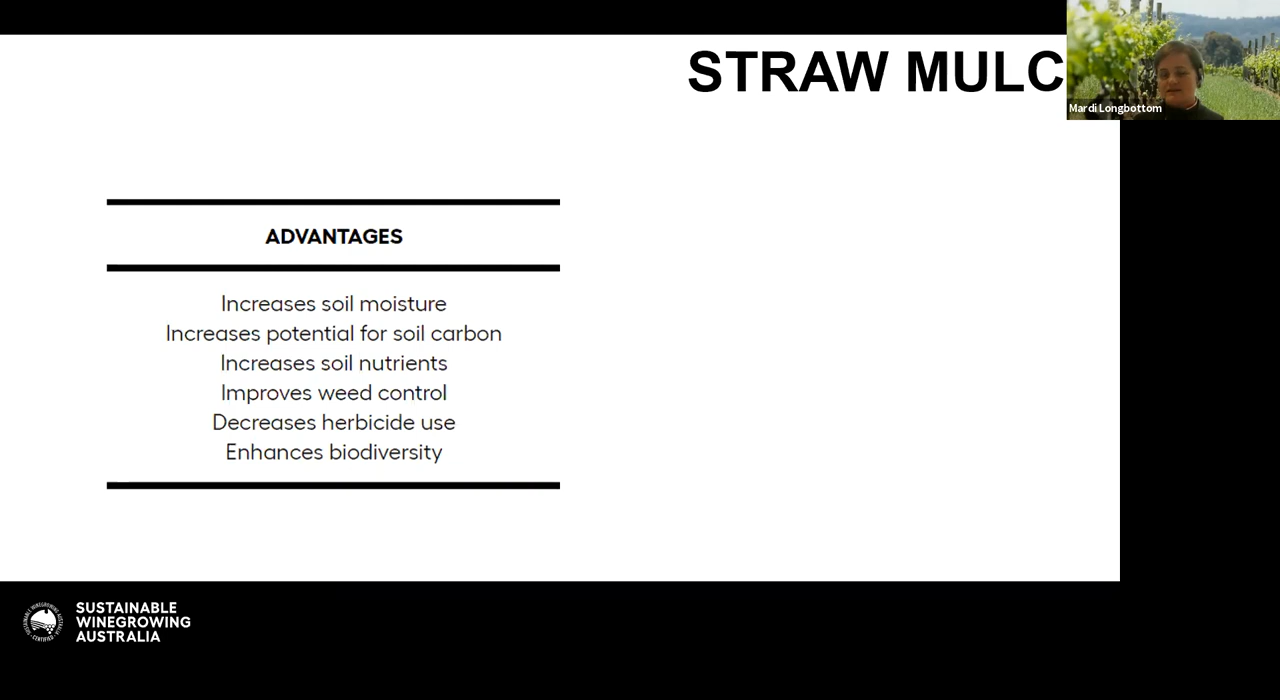 STRAW MULC
Mardi Longbottom
ADVANTAGES
Increases soil moisture
Increases potential for soil carbon
Increases soil nutrients
Improves weed control
Decreases herbicide use
Enhances biodiversity
SUSTAINABLE
WINEGROWING
AUSTRALIA